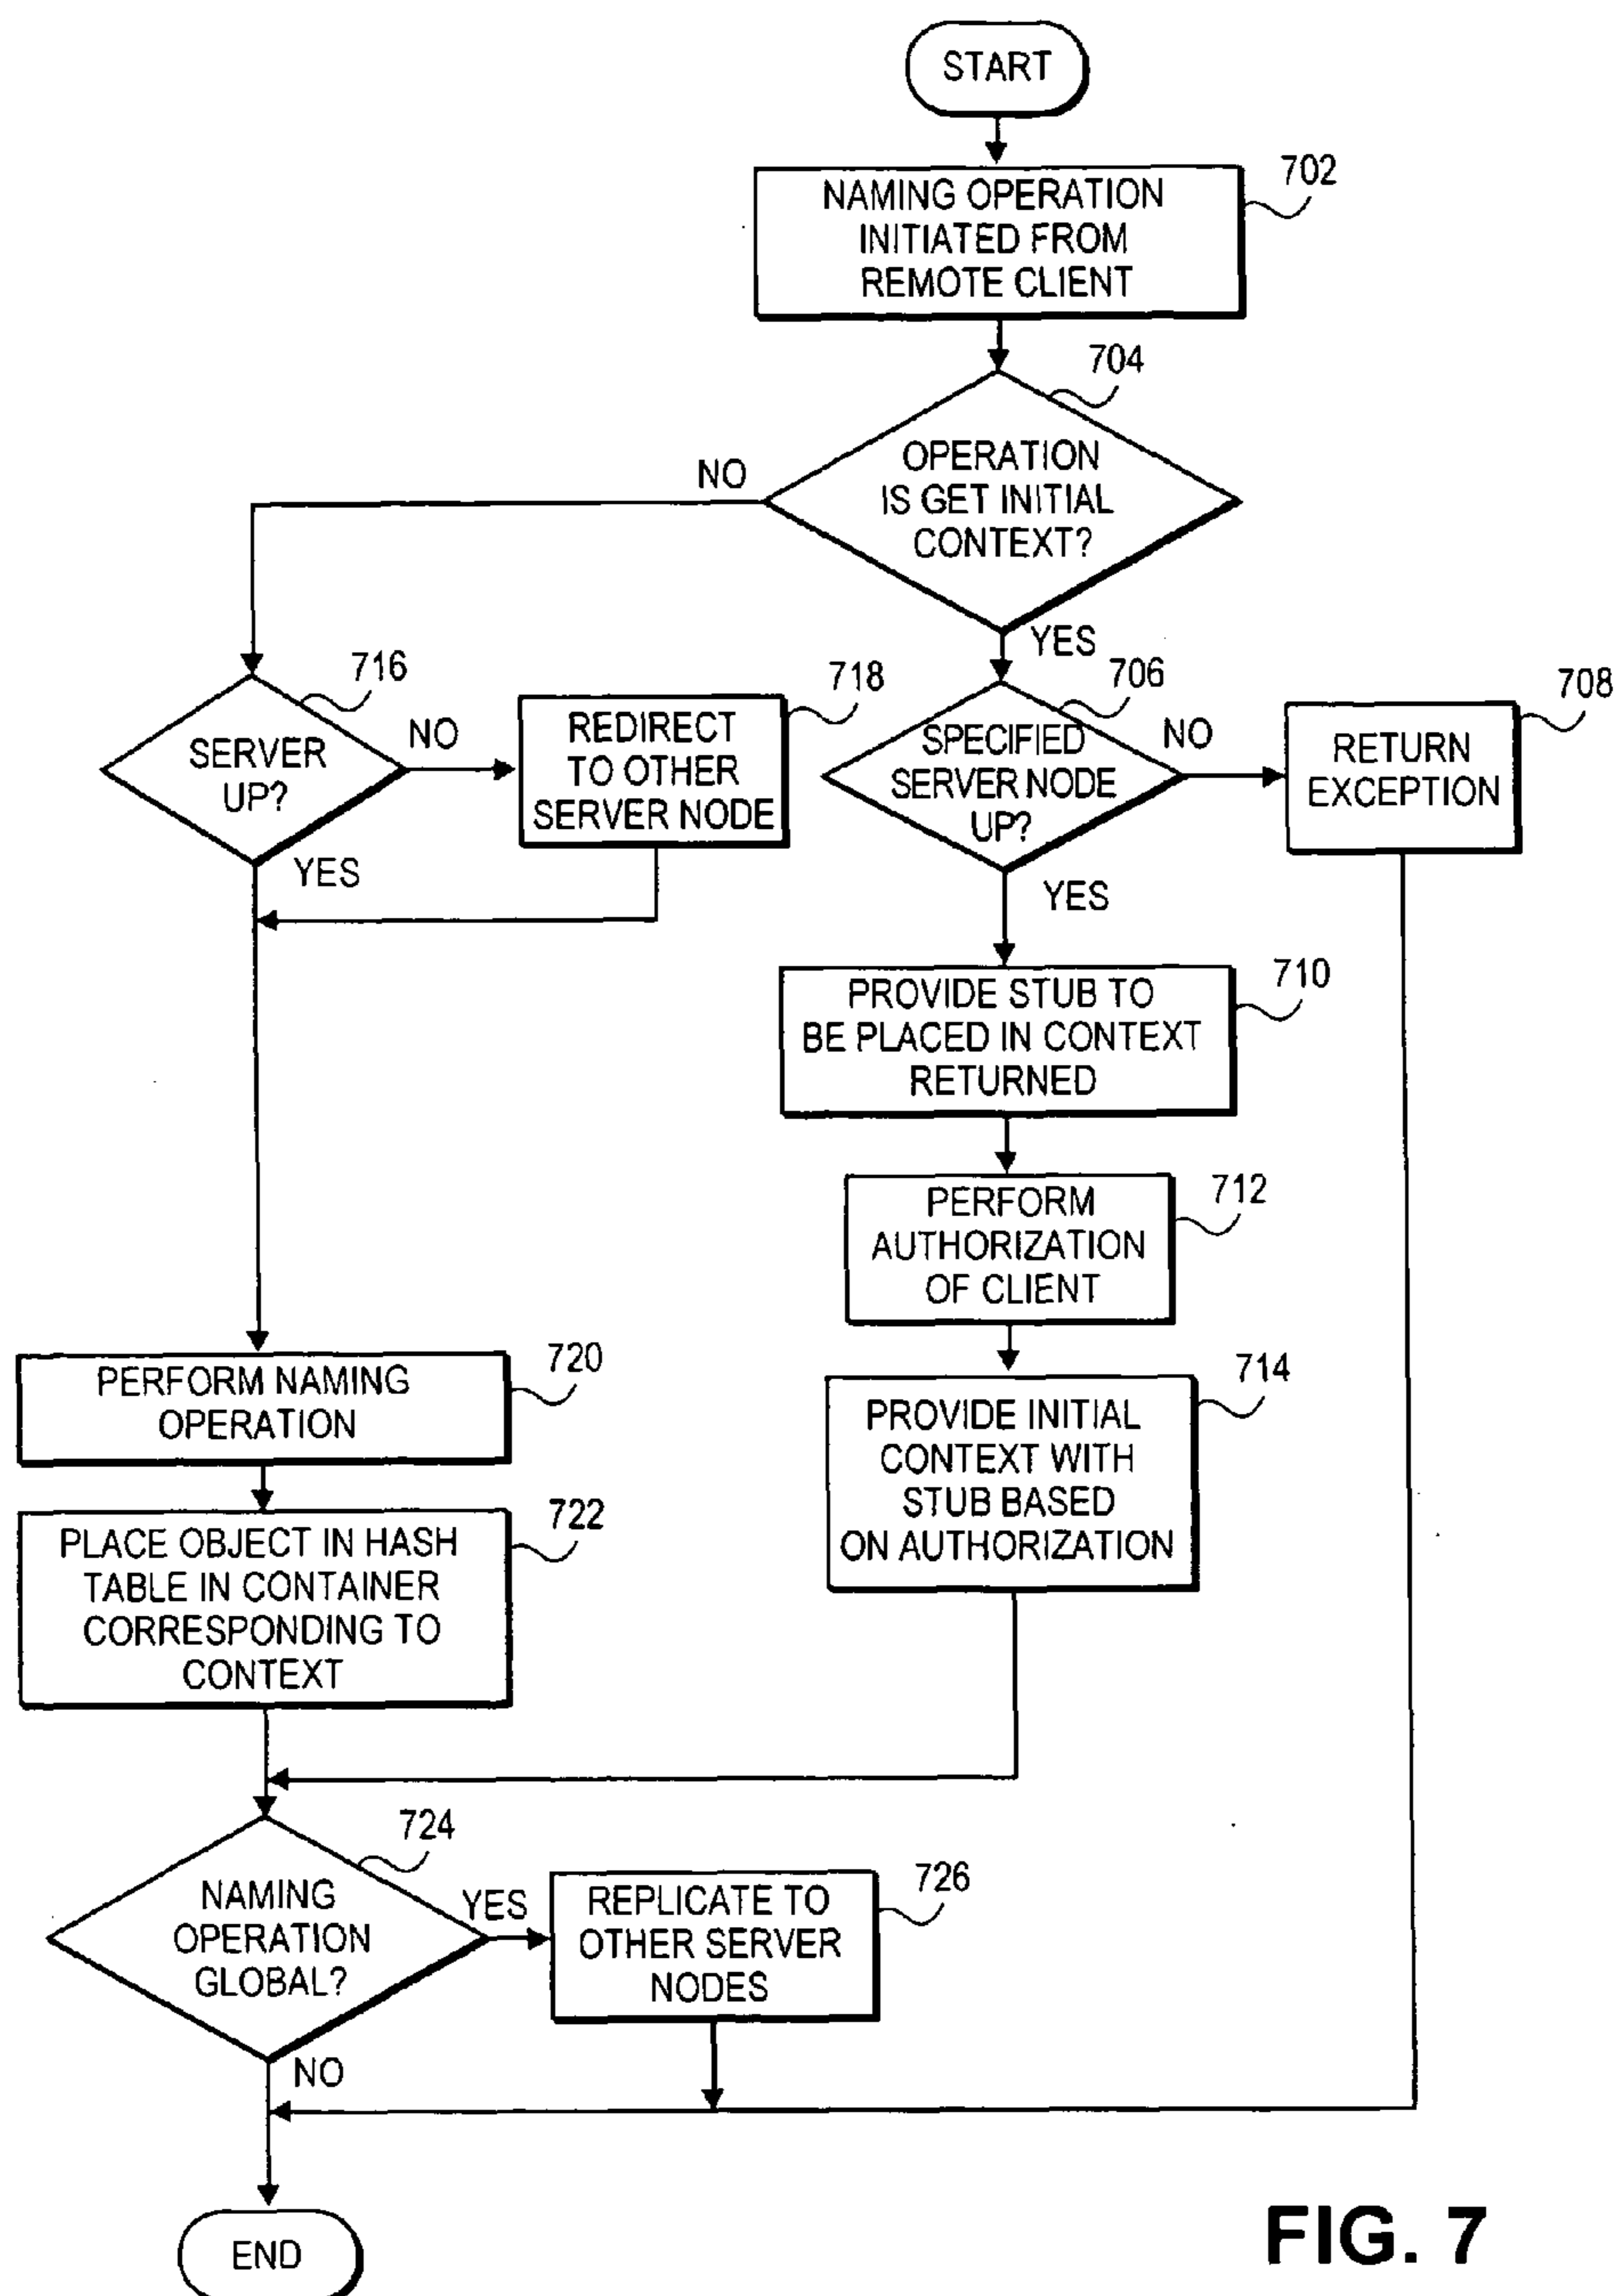 START
702
NAMING OPERATION
INITIATED FROM
REMOTE CLIENT
704
OPERATION
IS GET INITIAL
CONTEXT?
NO
YES
716
SERVER
UP?
NO
YES
718
REDIRECT
TO OTHER
SERVER NODE
706
SPECIFIED
SERVER NODE
UP?
NO
YES
708
RETURN
EXCEPTION
710
PROVIDE STUB TO
BE PLACED IN CONTEXT
RETURNED
712
PERFORM
AUTHORIZATION
OF CLIENT
714
PROVIDE INITIAL
CONTEXT WITH
STUB BASED
ON AUTHORIZATION
720
PERFORM NAMING
OPERATION
722
PLACE OBJECT IN HASH
TABLE IN CONTAINER
CORRESPONDING TO
CONTEXT
724
NAMING
OPERATION
GLOBAL?
YES
NO
726
REPLICATE TO
OTHER SERVER
NODES
END
FIG. 7